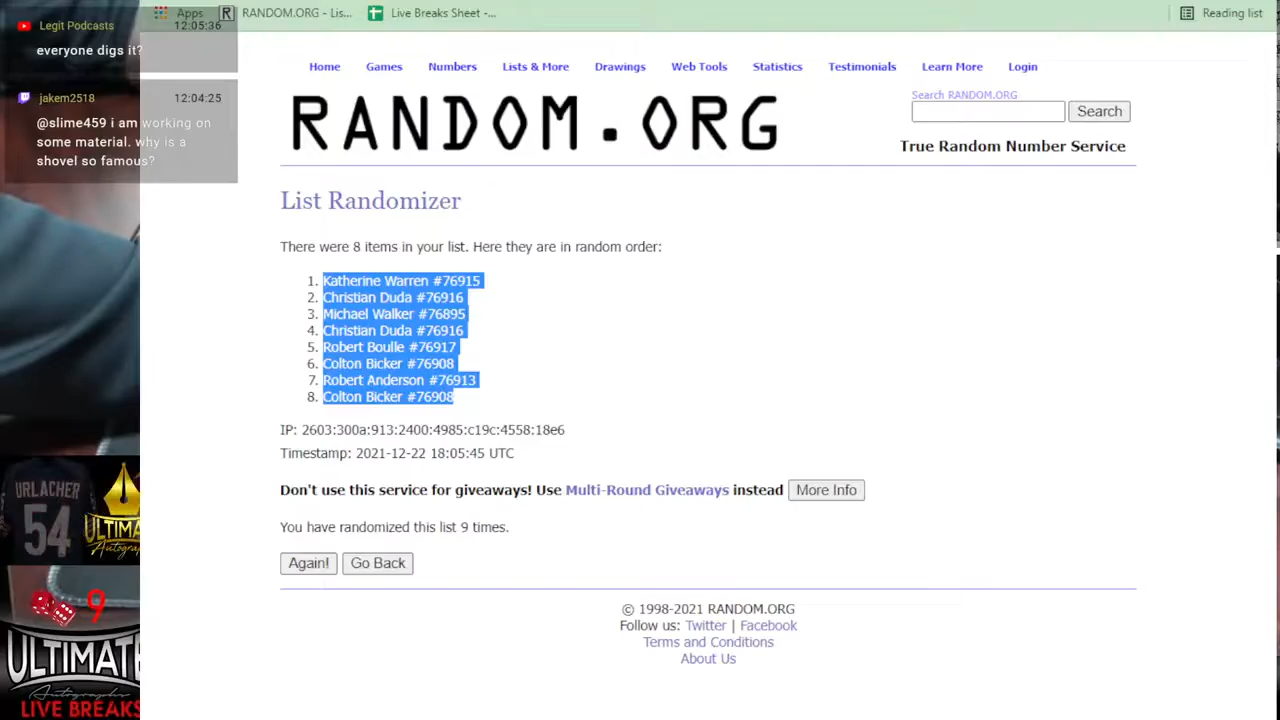 Apps
R RANDOM.ORG - Lis...
Live Breaks Sheet -...
Reading list
Legit Podcasts 12:05:36
everyone digs it?
jakem2518 12:04:25
@slime459 i am working on
some material. why is a
shovel so famous?
Home Games Numbers Lists & More Drawings Web Tools Statistics Testimonials Learn More Login
RANDOM.ORG
Search RANDOM.ORG
Search
True Random Number Service
List Randomizer
There were 8 items in your list. Here they are in random order:
1. Katherine Warren #76915
2. Christian Duda #76916
3. Michael Walker #76895
4. Christian Duda #76916
5. Robert Boulle #76917
6. Colton Bicker #76908
7. Robert Anderson #76913
8. Colton Bicker #76908
IP: 2603:300a:913:2400:4985:c19c:4558:18e6
Timestamp: 2021-12-22 18:05:45 UTC
Don't use this service for giveaways! Use Multi-Round Giveaways instead More Info
You have randomized this list 9 times.
Again! Go Back
© 1998-2021 RANDOM.ORG
Follow us: Twitter | Facebook
Terms and Conditions
About Us
URLACHER
54
ULTIMA
Autograp
9
ULTIMATE
Autographs
LIVE BREAKS